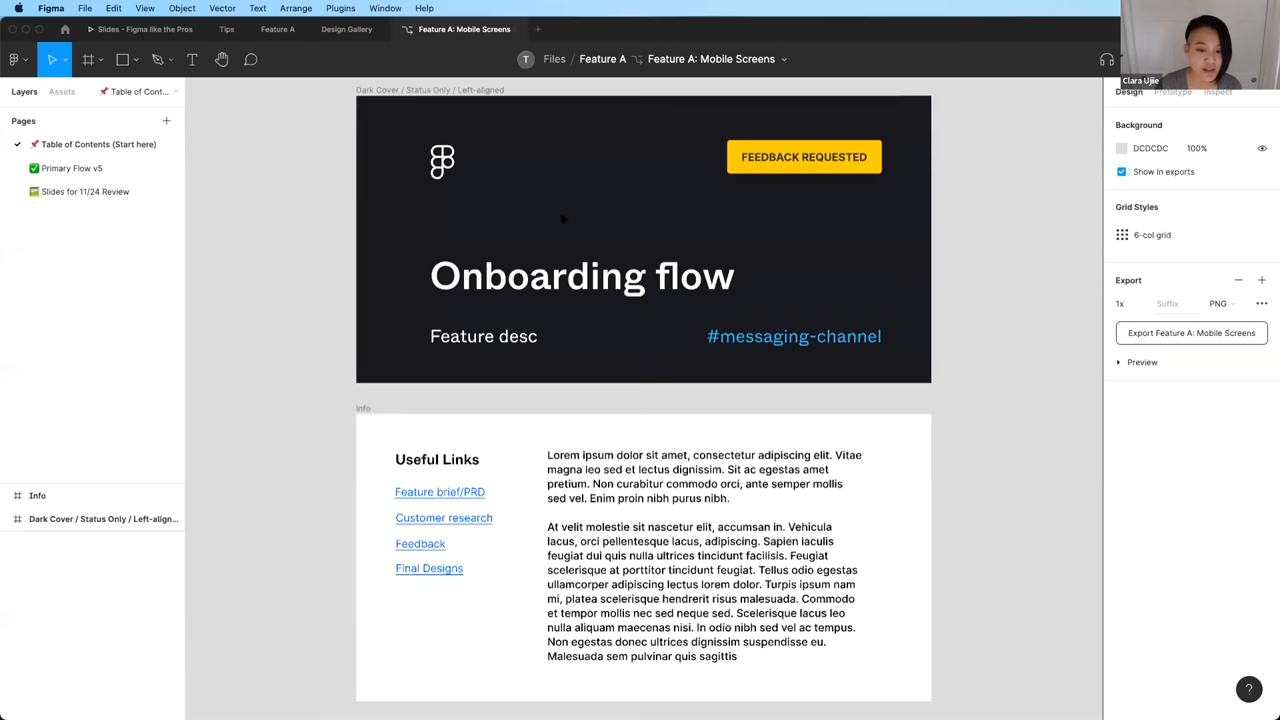 Figma File Edit View Object Vector Text Arrange Plugins Window Help
Slides - Figma like the Pros Tips Feature A Design Gallery Feature A: Mobile Screens
T Files / Feature A Feature A: Mobile Screens
Clara Ujiie
Layers Assets 📌 Table of Cont...
Design Prototype Inspect
Pages
✓ 📌 Table of Contents (Start here)
✅ Primary Flow v5
🖼️ Slides for 11/24 Review
Info
Dark Cover / Status Only / Left-align...
Dark Cover / Status Only / Left-aligned
FEEDBACK REQUESTED
Onboarding flow
Feature desc #messaging-channel
Info
Useful Links
Feature brief/PRD
Customer research
Feedback
Final Designs
Lorem ipsum dolor sit amet, consectetur adipiscing elit. Vitae
magna leo sed et lectus dignissim. Sit ac egestas amet
pretium. Non curabitur commodo orci, ante semper mollis
sed vel. Enim proin nibh purus nibh.
At velit molestie sit nascetur elit, accumsan in. Vehicula
lacus, orci pellentesque lacus, adipiscing. Sapien iaculis
feugiat dui quis nulla ultrices tincidunt facilisis. Feugiat
scelerisque at porttitor tincidunt feugiat. Tellus odio egestas
ullamcorper adipiscing lectus lorem dolor. Turpis ipsum nam
mi, platea scelerisque hendrerit risus malesuada. Commodo
et tempor mollis nec sed neque sed. Scelerisque lacus leo
nulla aliquam maecenas nisi. In odio nibh sed vel ac tempus.
Non egestas donec ultrices dignissim suspendisse eu.
Malesuada sem pulvinar quis sagittis
Background
DCDCDC 100%
Show in exports
Grid Styles
6-col grid
Export
1x Suffix PNG
Export Feature A: Mobile Screens
Preview
?